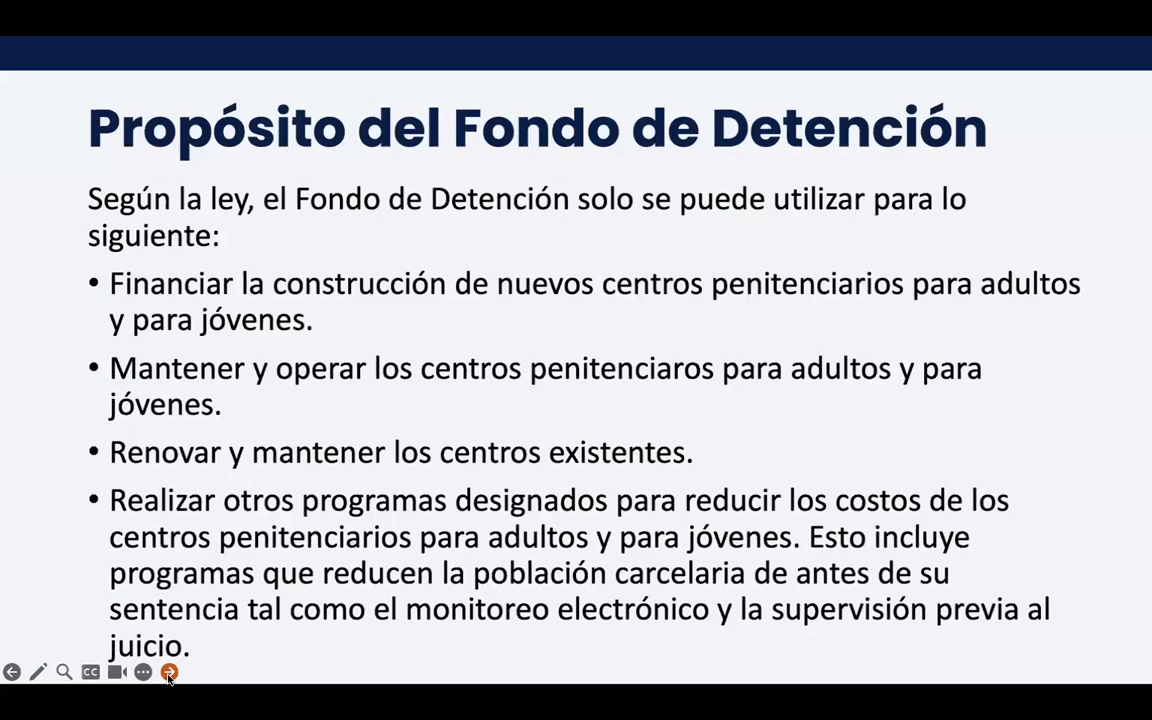 Propósito del Fondo de Detención
Según la ley, el Fondo de Detención solo se puede utilizar para lo
siguiente:
• Financiar la construcción de nuevos centros penitenciarios para adultos
y para jóvenes.
• Mantener y operar los centros penitenciaros para adultos y para
jóvenes.
• Renovar y mantener los centros existentes.
• Realizar otros programas designados para reducir los costos de los
centros penitenciarios para adultos y para jóvenes. Esto incluye
programas que reducen la población carcelaria de antes de su
sentencia tal como el monitoreo electrónico y la supervisión previa al
juicio.
CC